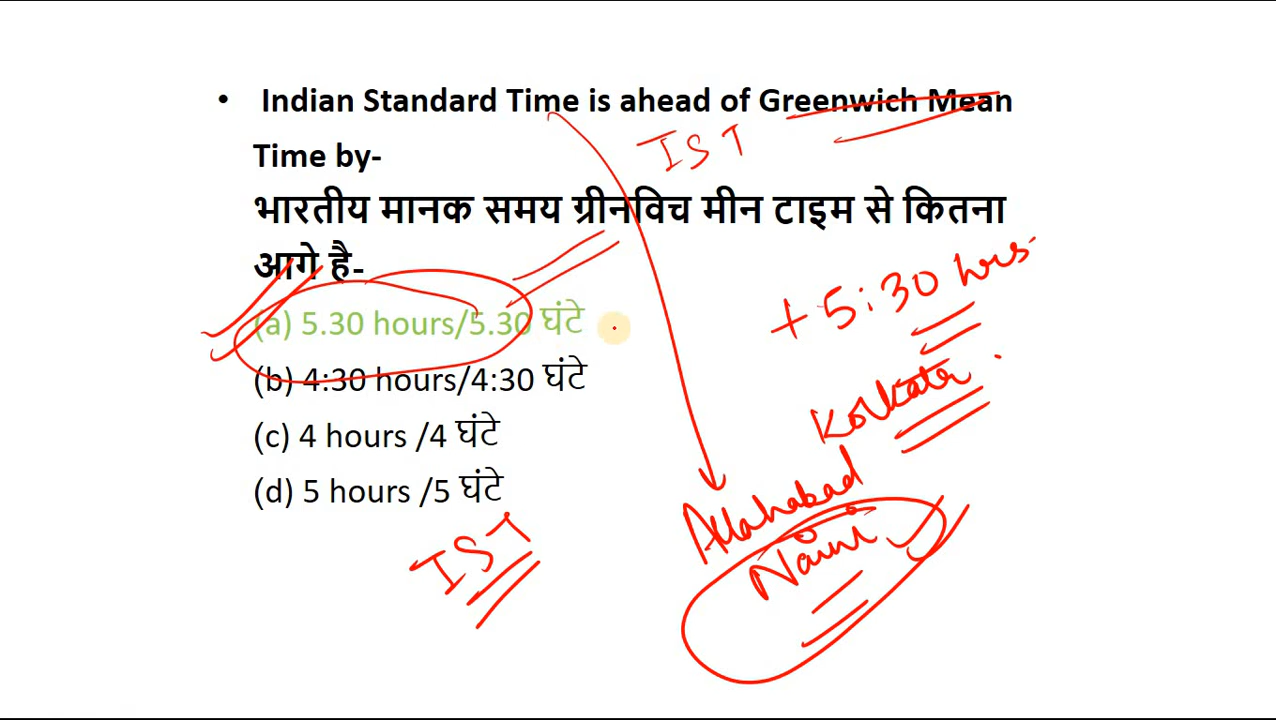 • Indian Standard Time is ahead of Greenwich Mean
Time by-
IST
भारतीय मानक समय ग्रीनविच मीन टाइम से कितना
आगे है-
+5:30 hrs.
(a) 5.30 hours/5.30 घंटे
(b) 4:30 hours/4:30 घंटे
Kolkata
(c) 4 hours /4 घंटे
(d) 5 hours /5 घंटे
Allahabad
IST
Naini